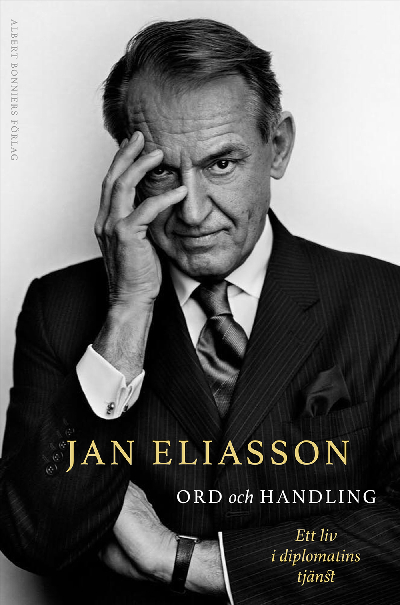 ALBERT BONNIERS FÖRLAG
JAN ELIASSON
ORD och HANDLING
Ett liv
i diplomatins
tjänst